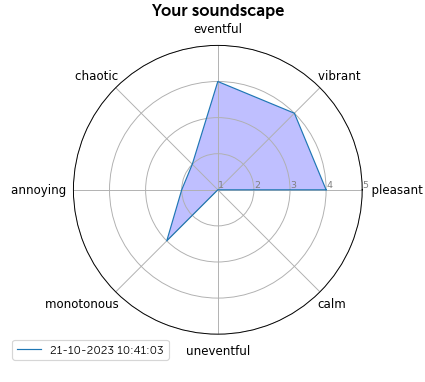 Your soundscape
eventful
chaotic
vibrant
annoying
1 2 3 4 5
pleasant
monotonous
calm
21-10-2023 10:41:03
uneventful